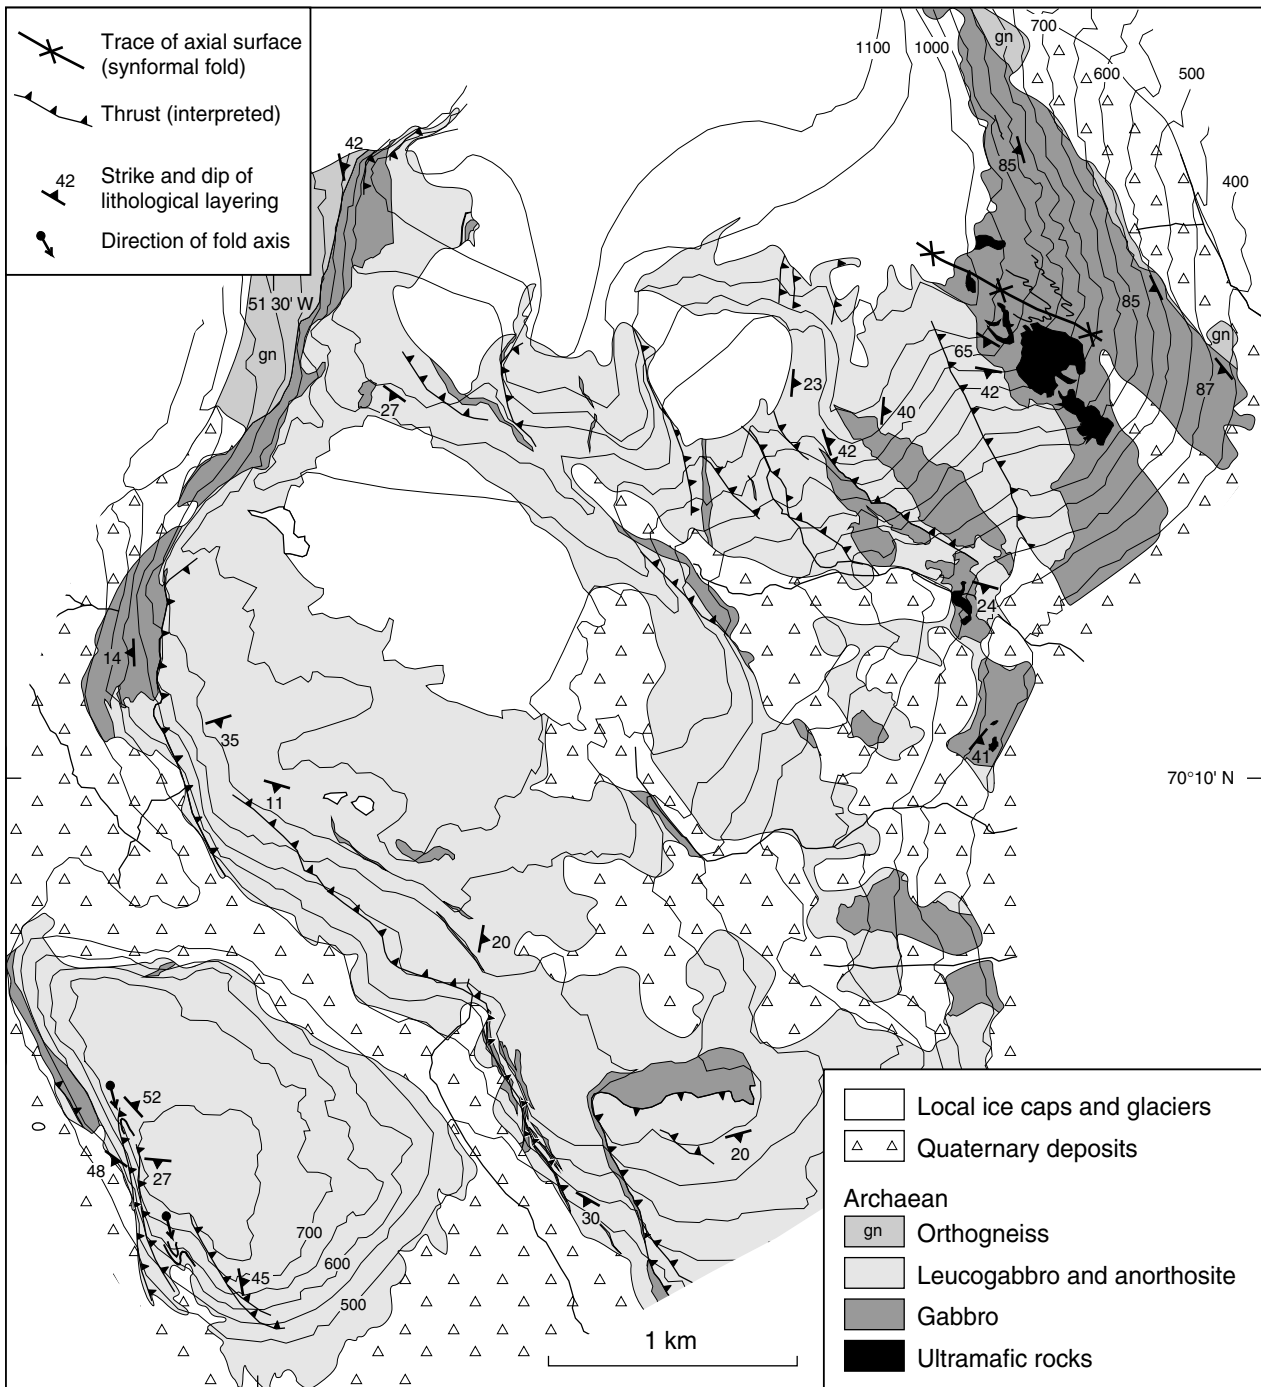 Trace of axial surface
(synformal fold)
Thrust (interpreted)
42
Strike and dip of
lithological layering
Direction of fold axis
1100
1000
gn
700
600
500
400
42
85
51 30' W
gn
85
gn
65
42
87
23
40
27
42
24
14
35
41
11
70°10' N
20
52
48
27
20
30
700
600
45
500
1 km
Local ice caps and glaciers
Quaternary deposits
Archaean
gn
Orthogneiss
Leucogabbro and anorthosite
Gabbro
Ultramafic rocks